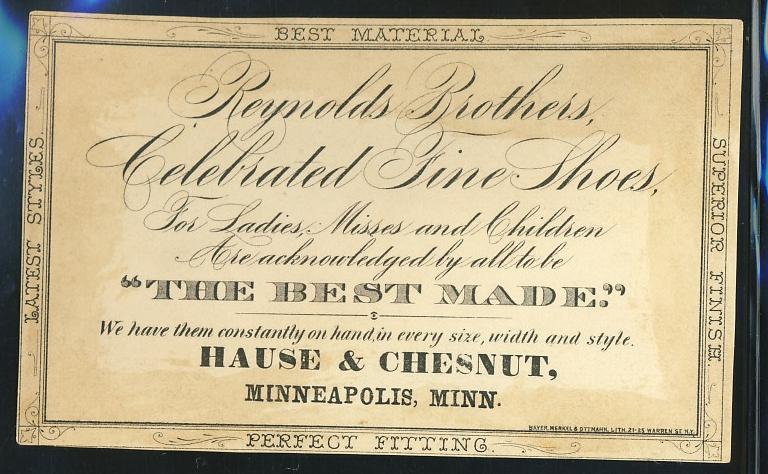 BEST MATERIAL
LATEST STYLES.
SUPERIOR FINISH.
Reynolds Brothers,
Celebrated Fine Shoes,
For Ladies, Misses and Children
Are acknowledged by all to be
"THE BEST MADE."
We have them constantly on hand, in every size, width and style.
HAUSE & CHESNUT,
MINNEAPOLIS, MINN.
MAYER, MERKEL & OTTMANN, LITH. 21-25 WARREN ST. N.Y.
PERFECT FITTING.